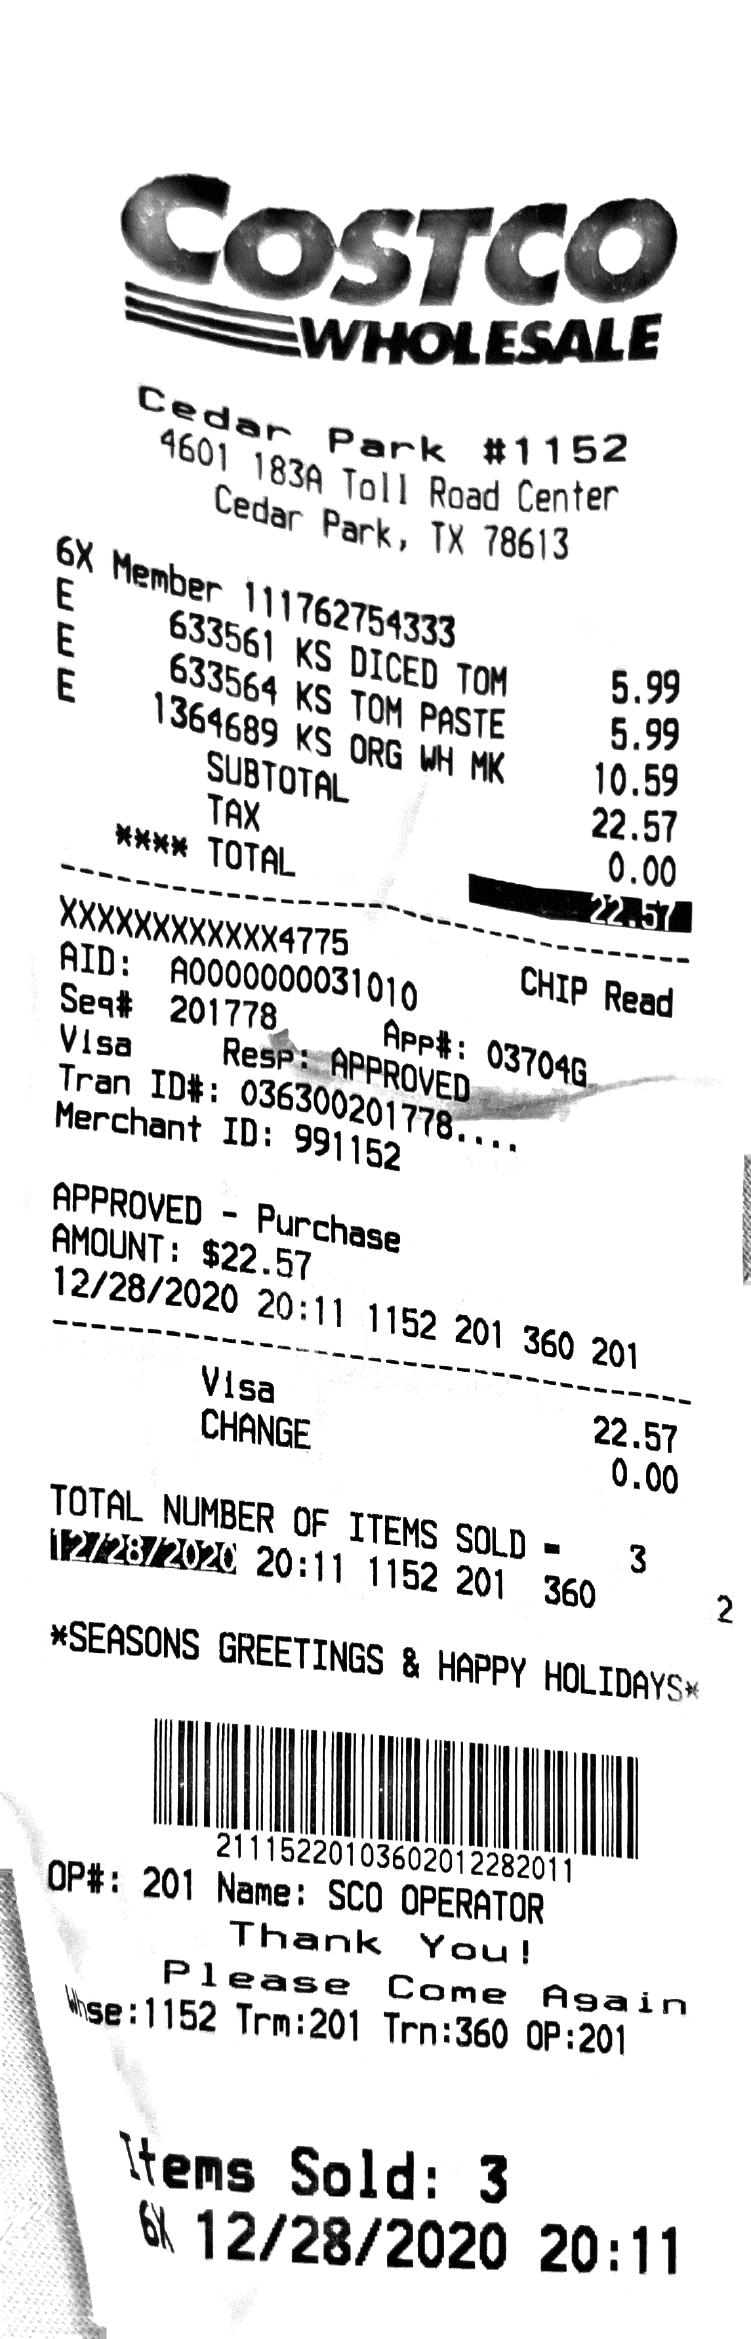 COSTCO
WHOLESALE
Cedar Park #1152
4601 183A Toll Road Center
Cedar Park, TX 78613
6X Member 111762754333
E 633561 KS DICED TOM 5.99
E 633564 KS TOM PASTE 5.99
E 1364689 KS ORG WH MK 10.59
SUBTOTAL 22.57
TAX 0.00
**** TOTAL 22.57
XXXXXXXXXXXX4775 CHIP Read
AID: A0000000031010
Seq# 201778 App#: 03704G
Visa Resp: APPROVED
Tran ID#: 036300201778....
Merchant ID: 991152
APPROVED - Purchase
AMOUNT: $22.57
12/28/2020 20:11 1152 201 360 201
Visa 22.57
CHANGE 0.00
TOTAL NUMBER OF ITEMS SOLD = 3
12/28/2020 20:11 1152 201 360 2
*SEASONS GREETINGS & HAPPY HOLIDAYS*
21115220103602012282011
OP#: 201 Name: SCO OPERATOR
Thank You!
Please Come Again
Whse:1152 Trm:201 Trn:360 OP:201
Items Sold: 3
6X 12/28/2020 20:11